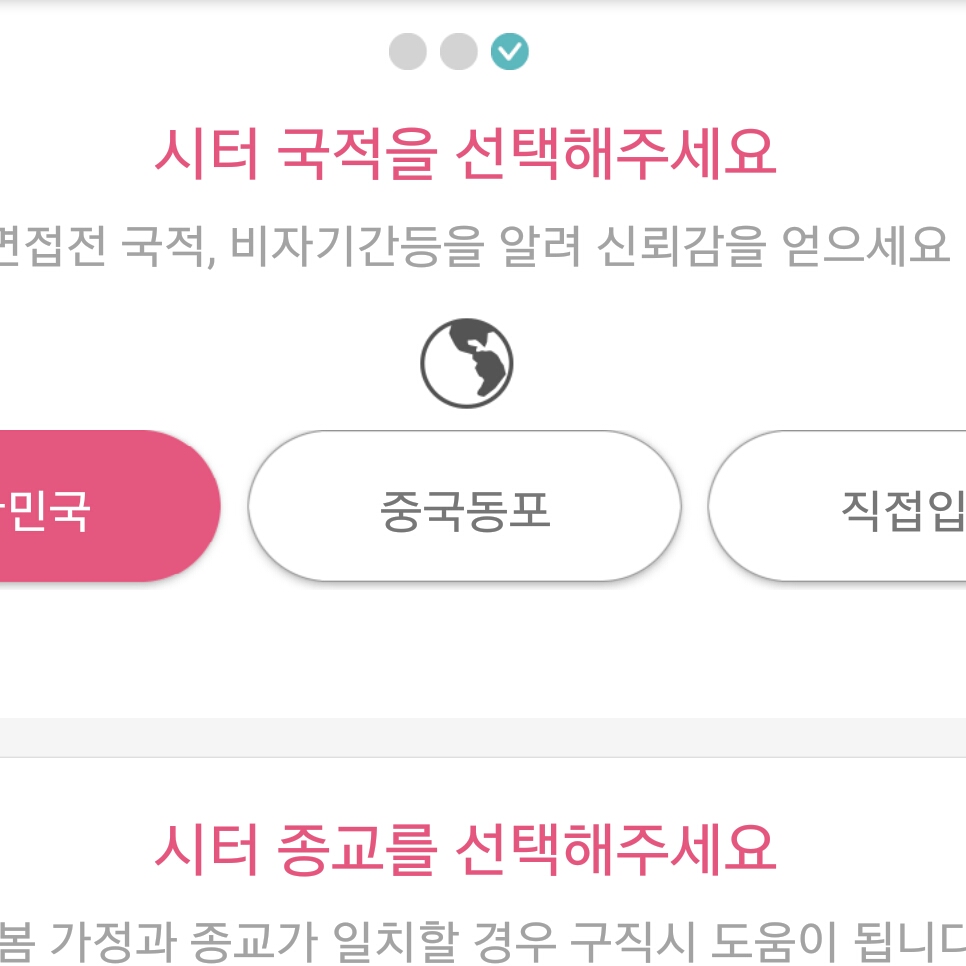 시터 국적을 선택해주세요
면접전 국적, 비자기간등을 알려 신뢰감을 얻으세요
민국 중국동포 직접입
시터 종교를 선택해주세요
봄 가정과 종교가 일치할 경우 구직시 도움이 됩니다